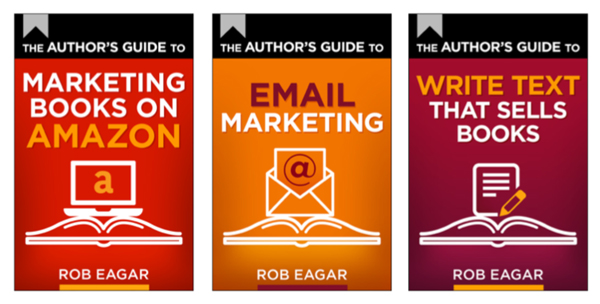 THE AUTHOR'S GUIDE TO
MARKETING
BOOKS ON
AMAZON
a
ROB EAGAR
THE AUTHOR'S GUIDE TO
EMAIL
MARKETING
@
ROB EAGAR
THE AUTHOR'S GUIDE TO
WRITE TEXT
THAT SELLS
BOOKS
ROB EAGAR